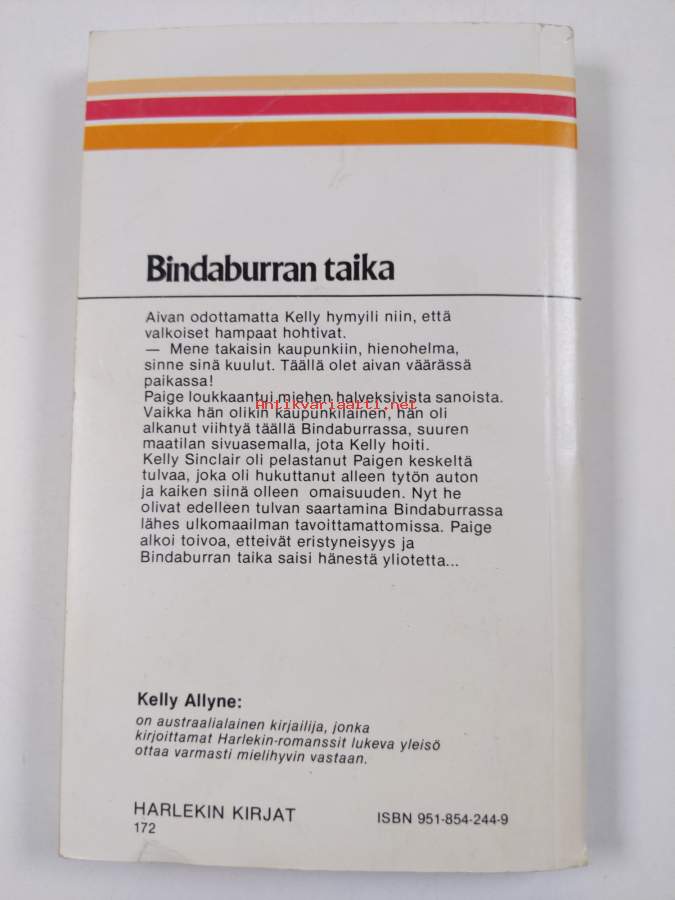 Bindaburran taika
Aivan odottamatta Kelly hymyili niin, että
valkoiset hampaat hohtivat.
— Mene takaisin kaupunkiin, hienohelma,
sinne sinä kuulut. Täällä olet aivan väärässä
paikassa!
Paige loukkaantui miehen halveksivista sanoista.
Antikvariaatti.net
Vaikka hän olikin kaupunkilainen, hän oli
alkanut viihtyä täällä Bindaburrassa, suuren
maatilan sivuasemalla, jota Kelly hoiti.
Kelly Sinclair oli pelastanut Paigen keskeltä
tulvaa, joka oli hukuttanut alleen tytön auton
ja kaiken siinä olleen omaisuuden. Nyt he
olivat edelleen tulvan saartamina Bindaburrassa
lähes ulkomaailman tavoittamattomissa. Paige
alkoi toivoa, etteivät eristyneisyys ja
Bindaburran taika saisi hänestä yliotetta...
Kelly Allyne:
on austraalialainen kirjailija, jonka
kirjoittamat Harlekin-romanssit lukeva yleisö
ottaa varmasti mielihyvin vastaan.
HARLEKIN KIRJAT
172
ISBN 951-854-244-9